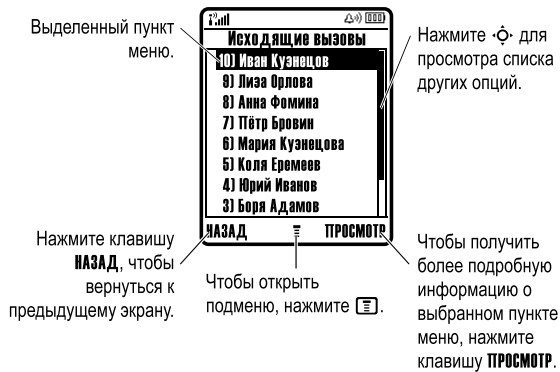 Выделенный пункт
меню.
Исходящие вызовы
10) Иван Кузнецов
9) Лиза Орлова
8) Анна Фомина
7) Пётр Бровин
6) Мария Кузнецова
5) Коля Еремеев
4) Юрий Иванов
3) Боря Адамов
НАЗАД
ПРОСМОТР
Нажмите для
просмотра списка
других опций.
Нажмите клавишу
НАЗАД, чтобы
вернуться к
предыдущему экрану.
Чтобы открыть
подменю, нажмите .
Чтобы получить
более подробную
информацию о
выбранном пункте
меню, нажмите
клавишу ПРОСМОТР.